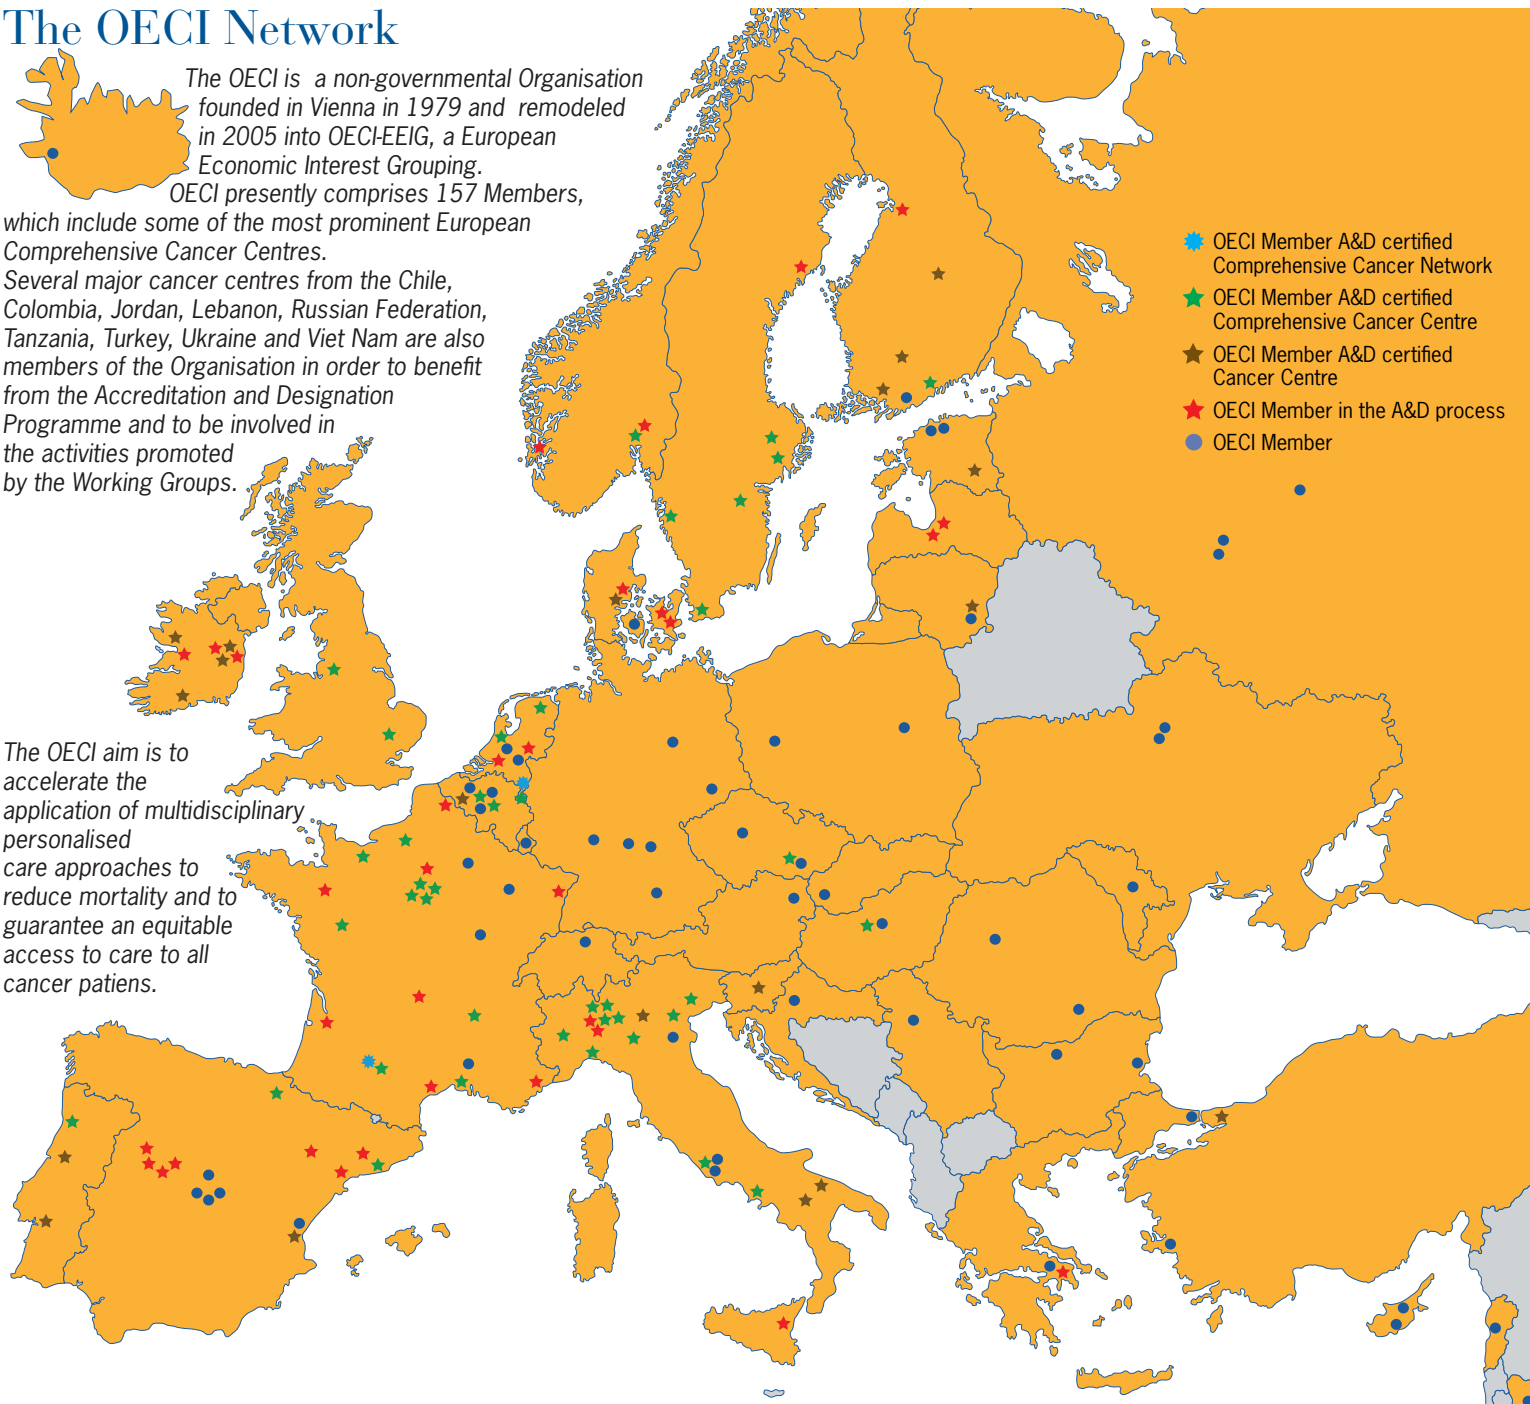 The OECI Network
The OECI is a non-governmental Organisation
founded in Vienna in 1979 and remodeled
in 2005 into OECI-EEIG, a European
Economic Interest Grouping.
OECI presently comprises 157 Members,
which include some of the most prominent European
Comprehensive Cancer Centres.
Several major cancer centres from the Chile,
Colombia, Jordan, Lebanon, Russian Federation,
Tanzania, Turkey, Ukraine and Viet Nam are also
members of the Organisation in order to benefit
from the Accreditation and Designation
Programme and to be involved in
the activities promoted
by the Working Groups.
The OECI aim is to
accelerate the
application of multidisciplinary
personalised
care approaches to
reduce mortality and to
guarantee an equitable
access to care to all
cancer patiens.
OECI Member A&D certified
Comprehensive Cancer Network
OECI Member A&D certified
Comprehensive Cancer Centre
OECI Member A&D certified
Cancer Centre
OECI Member in the A&D process
OECI Member